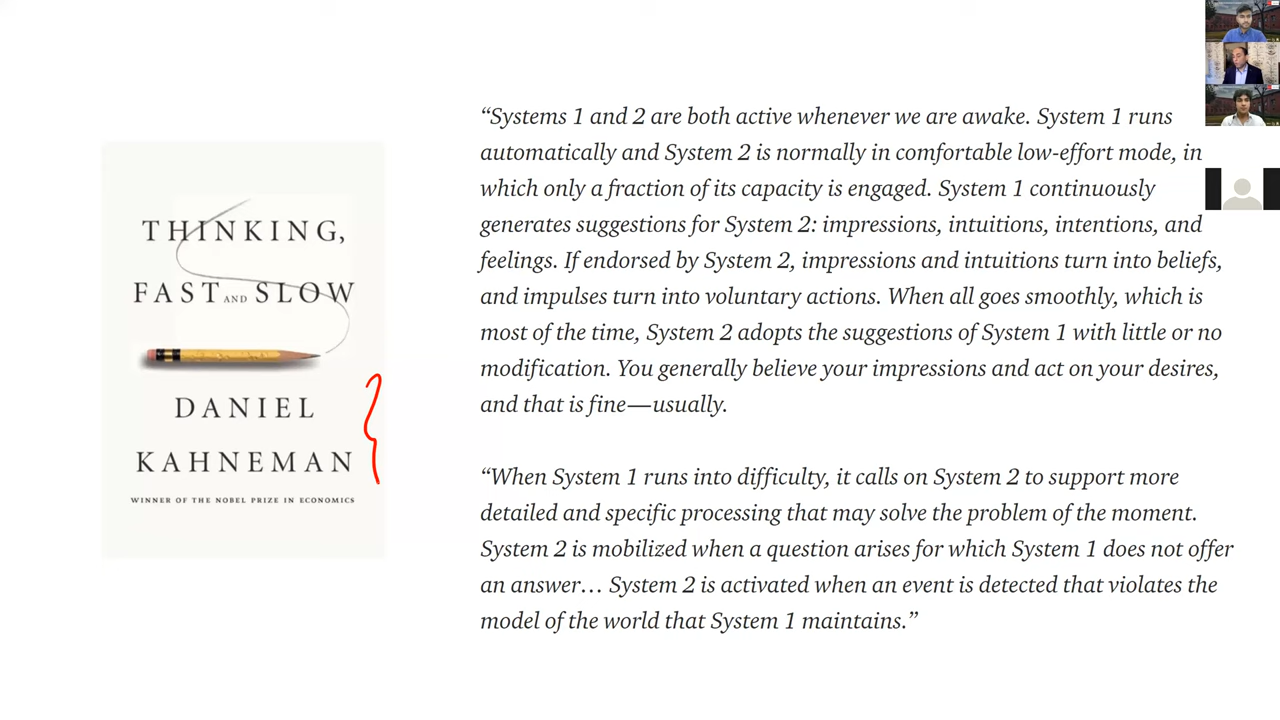 THINKING,
FAST AND SLOW
DANIEL
KAHNEMAN
WINNER OF THE NOBEL PRIZE IN ECONOMICS
“Systems 1 and 2 are both active whenever we are awake. System 1 runs
automatically and System 2 is normally in comfortable low-effort mode, in
which only a fraction of its capacity is engaged. System 1 continuously
generates suggestions for System 2: impressions, intuitions, intentions, and
feelings. If endorsed by System 2, impressions and intuitions turn into beliefs,
and impulses turn into voluntary actions. When all goes smoothly, which is
most of the time, System 2 adopts the suggestions of System 1 with little or no
modification. You generally believe your impressions and act on your desires,
and that is fine—usually.
“When System 1 runs into difficulty, it calls on System 2 to support more
detailed and specific processing that may solve the problem of the moment.
System 2 is mobilized when a question arises for which System 1 does not offer
an answer… System 2 is activated when an event is detected that violates the
model of the world that System 1 maintains.”